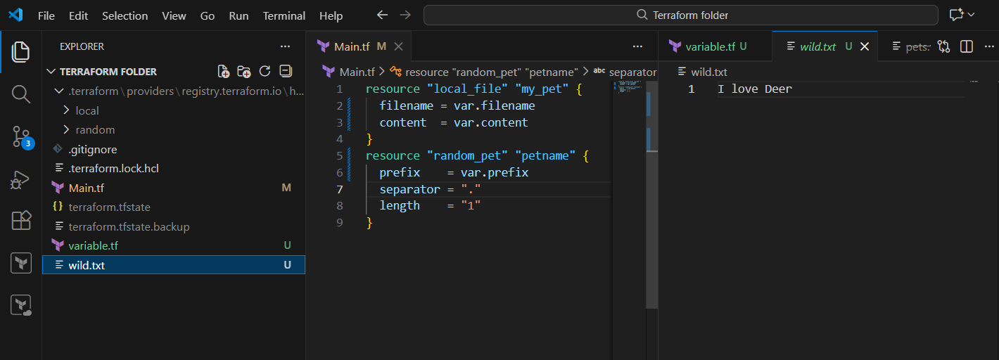 File Edit Selection View Go Run Terminal Help
Terraform folder
EXPLORER
TERRAFORM FOLDER
.terraform\providers\registry.terraform.io\h...
local
random
.gitignore
.terraform.lock.hcl
Main.tf M
{} terraform.tfstate
terraform.tfstate.backup
variable.tf U
wild.txt U
3
Main.tf M
Main.tf > resource "random_pet" "petname" > abc separator
1 resource "local_file" "my_pet" {
2 filename = var.filename
3 content = var.content
4 }
5 resource "random_pet" "petname" {
6 prefix = var.prefix
7 separator = "."
8 length = "1"
9 }
variable.tf U
wild.txt U
pets.
wild.txt
1 I love Deer